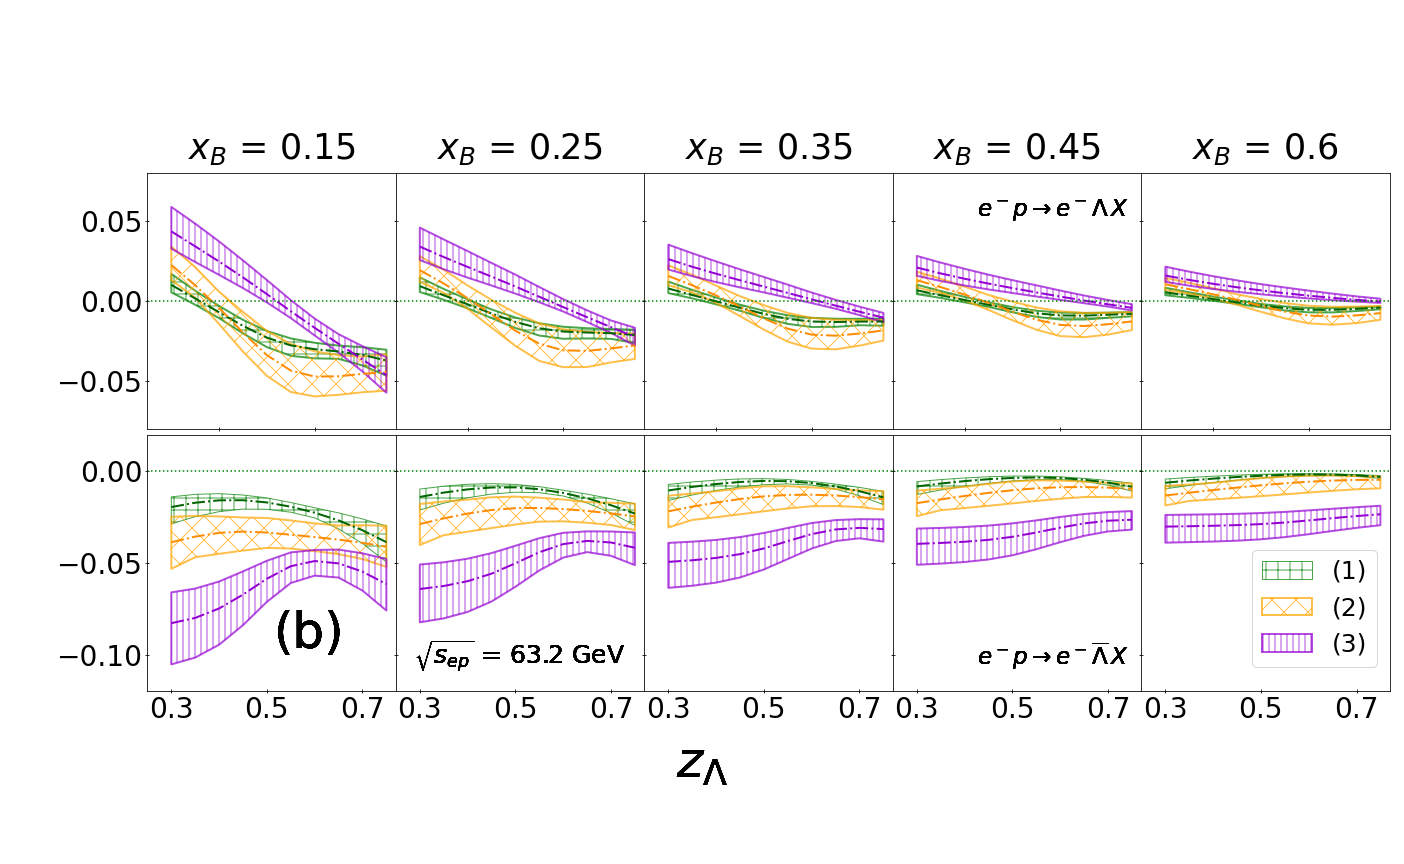 x_B = 0.15 x_B = 0.25 x_B = 0.35 x_B = 0.45 x_B = 0.6
0.05
0.00
−0.05
e⁻p→e⁻ΛX
0.00
−0.05
−0.10
(b)
√s_ep = 63.2 GeV
e⁻p→e⁻Λ̅X
(1)
(2)
(3)
0.3 0.5 0.7 0.3 0.5 0.7 0.3 0.5 0.7 0.3 0.5 0.7 0.3 0.5 0.7
z_Λ